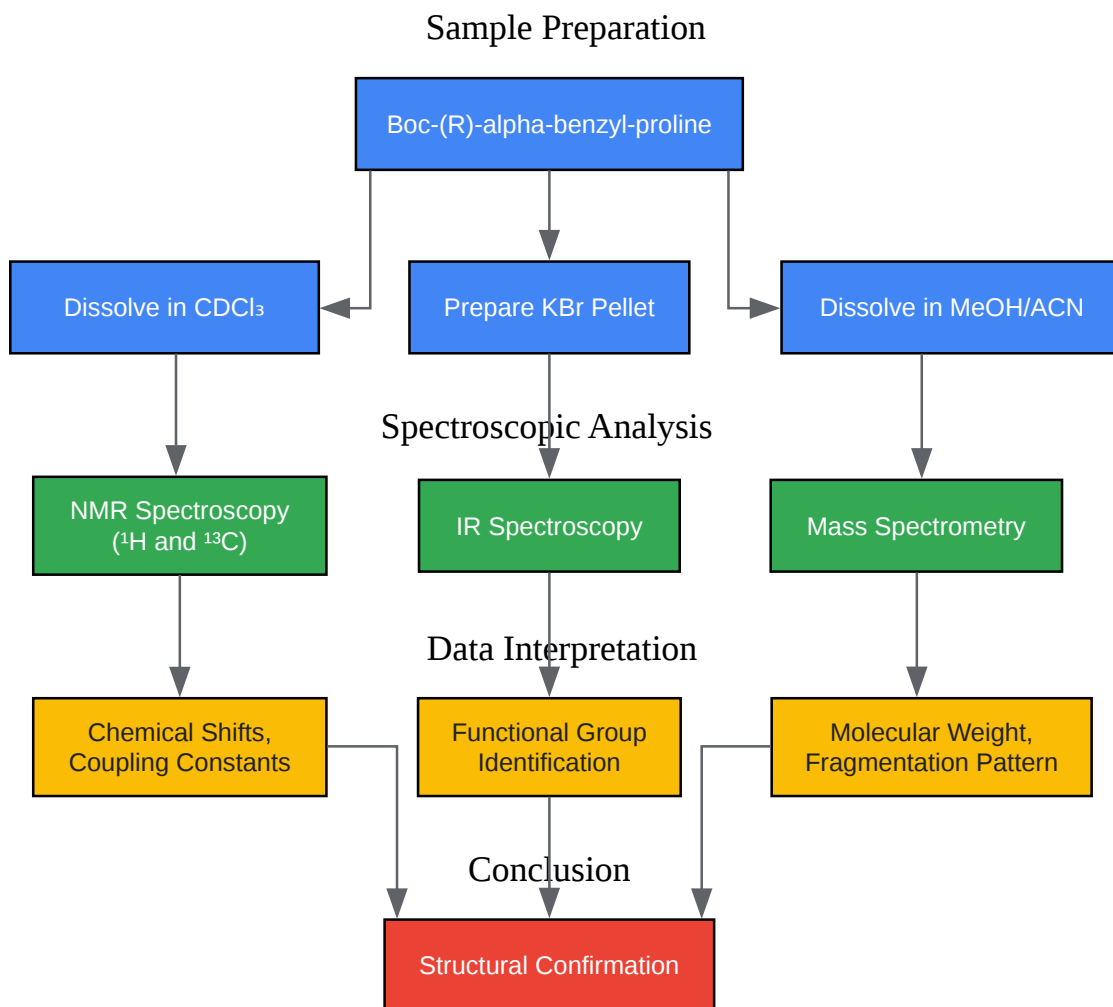 Sample Preparation
Boc-(R)-alpha-benzyl-proline
Dissolve in CDCl₃
Prepare KBr Pellet
Dissolve in MeOH/ACN
Spectroscopic Analysis
NMR Spectroscopy
(¹H and ¹³C)
IR Spectroscopy
Mass Spectrometry
Data Interpretation
Chemical Shifts,
Coupling Constants
Functional Group
Identification
Molecular Weight,
Fragmentation Pattern
Conclusion
Structural Confirmation